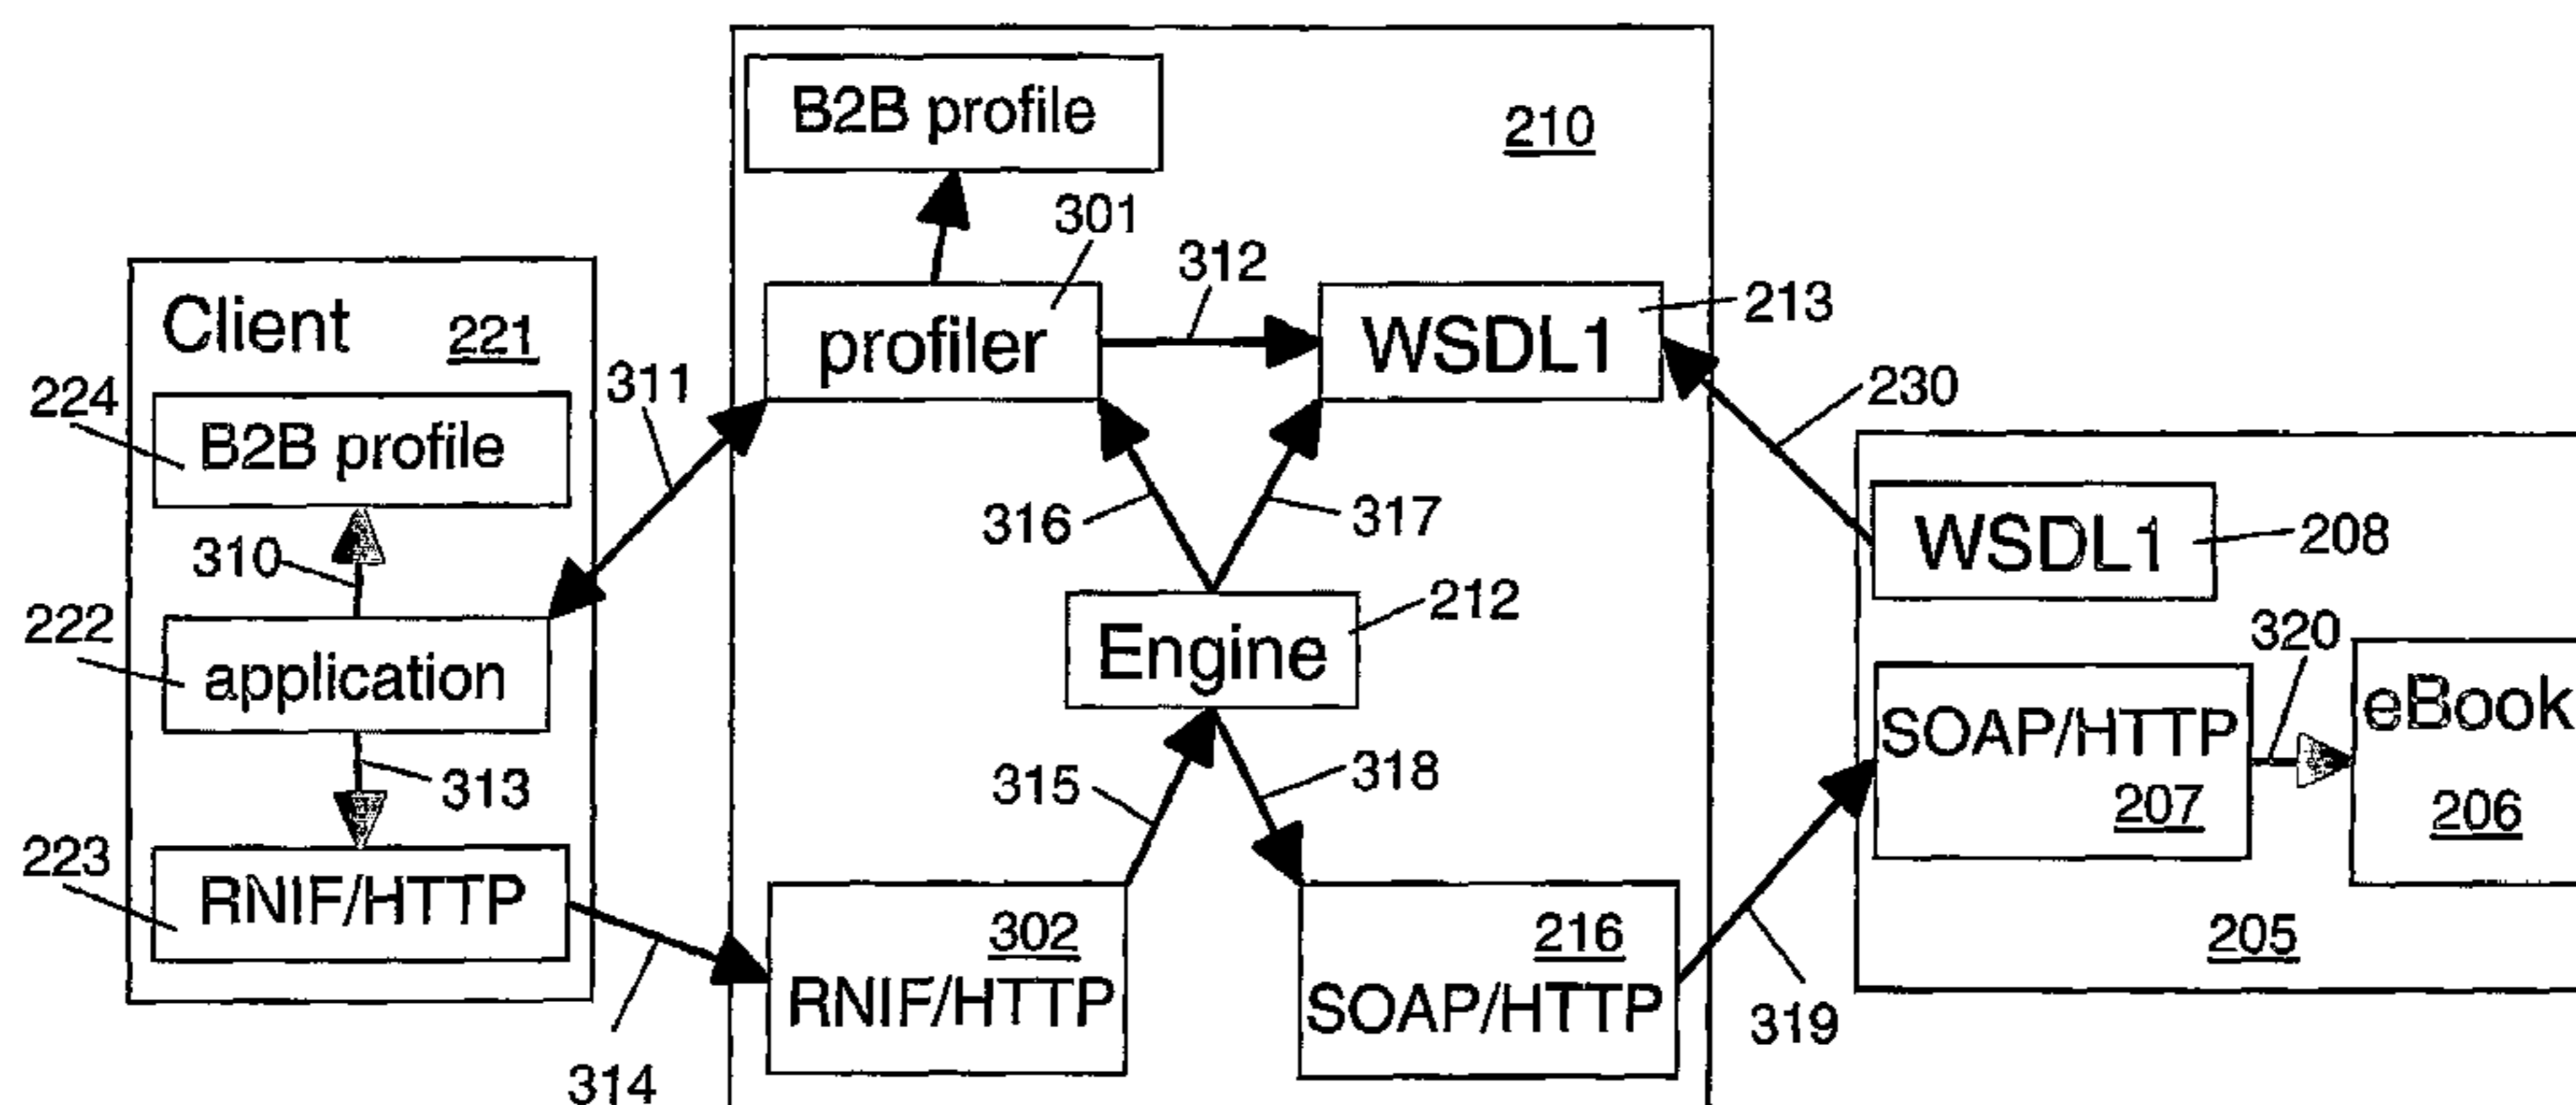 B2B profile
210
301
312
profiler
WSDL1
213
Client
221
311
230
224
B2B profile
316
317
WSDL1
208
310
222
application
Engine
212
320
eBook
206
SOAP/HTTP
207
313
315
318
223
RNIF/HTTP
302
RNIF/HTTP
216
SOAP/HTTP
205
319
314